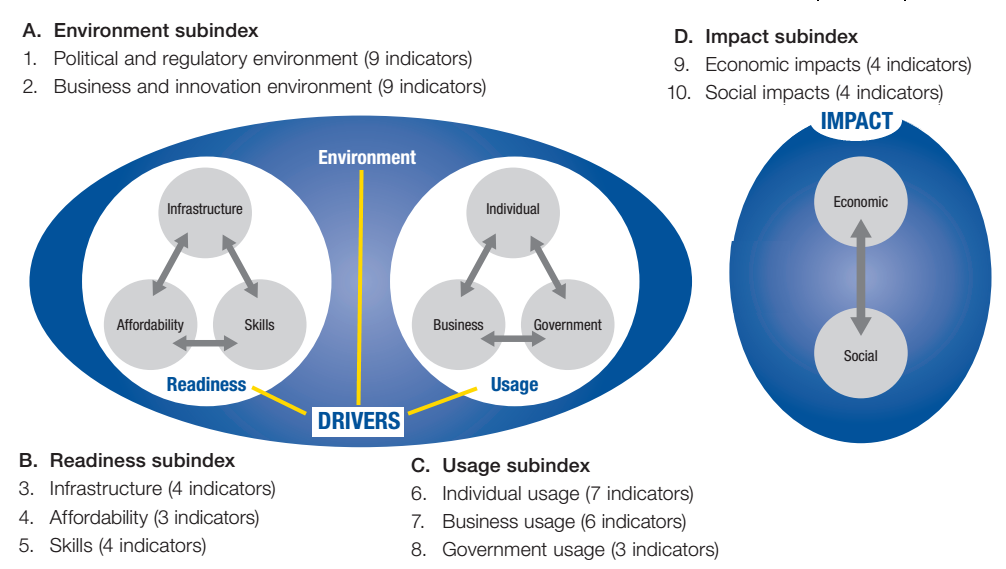 A. Environment subindex
1. Political and regulatory environment (9 indicators)
2. Business and innovation environment (9 indicators)
D. Impact subindex
9. Economic impacts (4 indicators)
10. Social impacts (4 indicators)
Environment
Infrastructure
Affordability
Skills
Readiness
Individual
Business
Government
Usage
DRIVERS
IMPACT
Economic
Social
B. Readiness subindex
3. Infrastructure (4 indicators)
4. Affordability (3 indicators)
5. Skills (4 indicators)
C. Usage subindex
6. Individual usage (7 indicators)
7. Business usage (6 indicators)
8. Government usage (3 indicators)